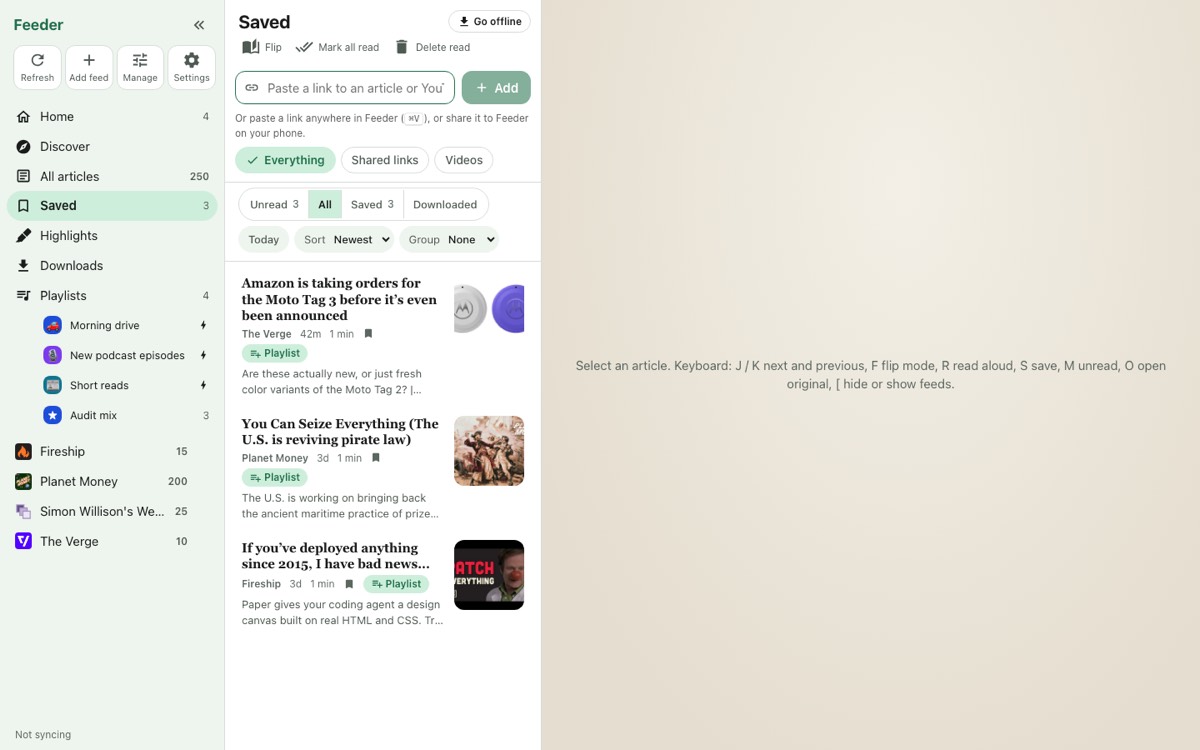 Feeder
Refresh
Add feed
Manage
Settings
Home 4
Discover
All articles 250
Saved 3
Highlights
Downloads
Playlists 4
Morning drive
New podcast episodes
Short reads
Audit mix 3
Fireship 15
Planet Money 200
Simon Willison's We... 25
The Verge 10
Not syncing
Saved
Go offline
Flip
Mark all read
Delete read
Paste a link to an article or You
+ Add
Or paste a link anywhere in Feeder (⌘V), or share it to Feeder
on your phone.
Everything
Shared links
Videos
Unread 3
All
Saved 3
Downloaded
Today
Sort Newest
Group None
Amazon is taking orders for
the Moto Tag 3 before it’s even
been announced
The Verge 42m 1 min
Playlist
Are these actually new, or just fresh
color variants of the Moto Tag 2? |...
You Can Seize Everything (The
U.S. is reviving pirate law)
Planet Money 3d 1 min
Playlist
The U.S. is working on bringing back
the ancient maritime practice of prize...
If you’ve deployed anything
since 2015, I have bad news...
Fireship 3d 1 min Playlist
Paper gives your coding agent a design
canvas built on real HTML and CSS. Tr...
ATCH
VERYTHING
Select an article. Keyboard: J / K next and previous, F flip mode, R read aloud, S save, M unread, O open
original, [ hide or show feeds.